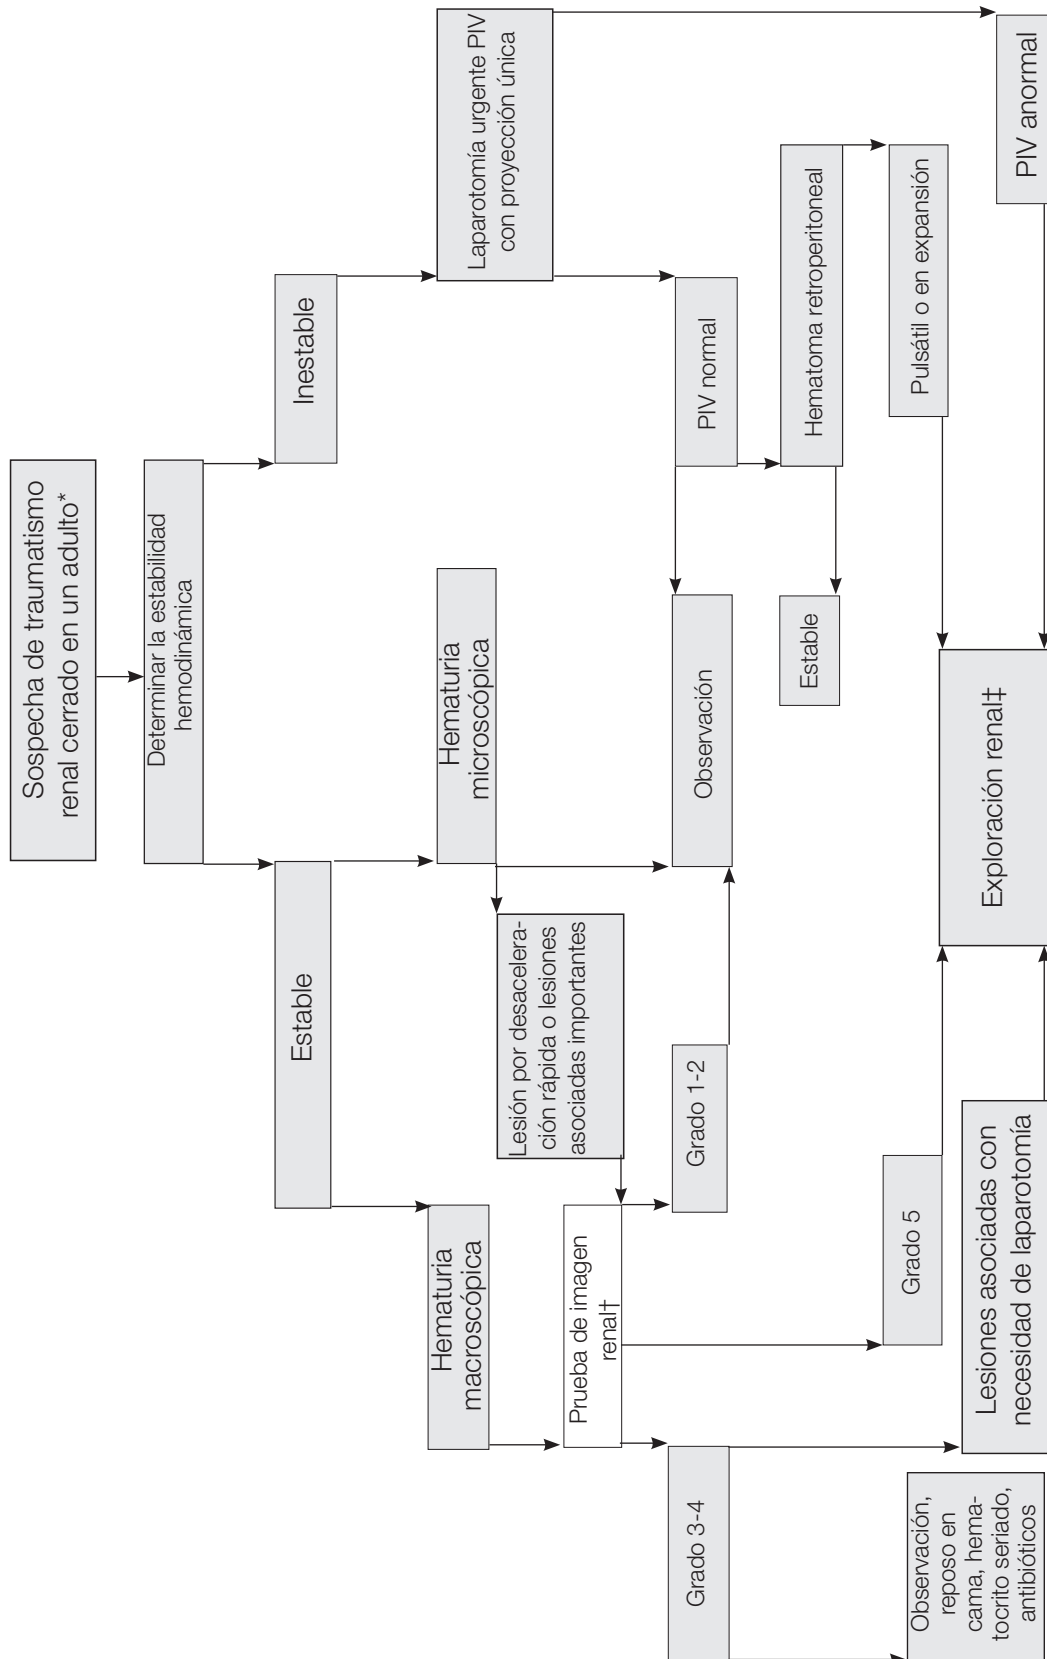 Sospecha de traumatismo
renal cerrado en un adulto*
Determinar la estabilidad
hemodinámica
Estable
Inestable
Hematuria
macroscópica
Hematuria
microscópica
Laparotomía urgente PIV
con proyección única
Lesión por desacelera-
ción rápida o lesiones
asociadas importantes
Prueba de imagen
renal†
Grado 3-4
Grado 1-2
Observación
PIV normal
Hematoma retroperitoneal
Estable
Grado 5
Pulsátil o en expansión
Observación,
reposo en
cama, hema-
tocrito seriado,
antibióticos
Lesiones asociadas con
necesidad de laparotomía
Exploración renal‡
PIV anormal